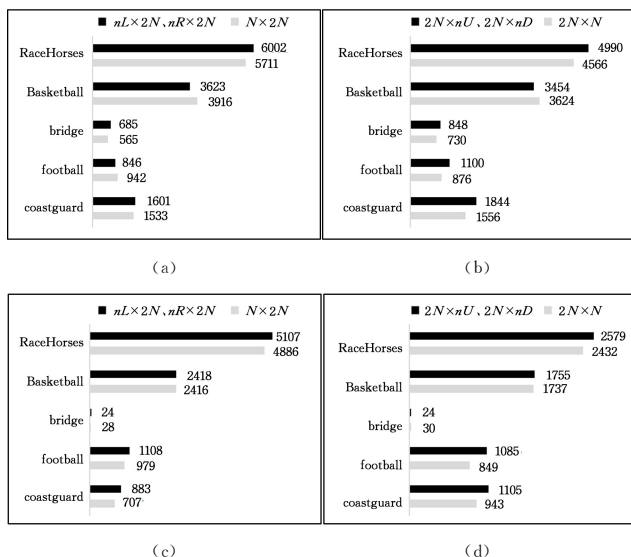 nL×2N、nR×2N N×2N
RaceHorses 6002
5711
Basketball 3623
3916
bridge 685
565
football 846
942
coastguard 1601
1533
(a)
2N×nU、2N×nD 2N×N
RaceHorses 4990
4566
Basketball 3454
3624
bridge 848
730
football 1100
876
coastguard 1844
1556
(b)
nL×2N、nR×2N N×2N
RaceHorses 5107
4886
Basketball 2418
2416
bridge 24
28
football 1108
979
coastguard 883
707
(c)
2N×nU、2N×nD 2N×N
RaceHorses 2579
2432
Basketball 1755
1737
bridge 24
30
football 1085
849
coastguard 1105
943
(d)